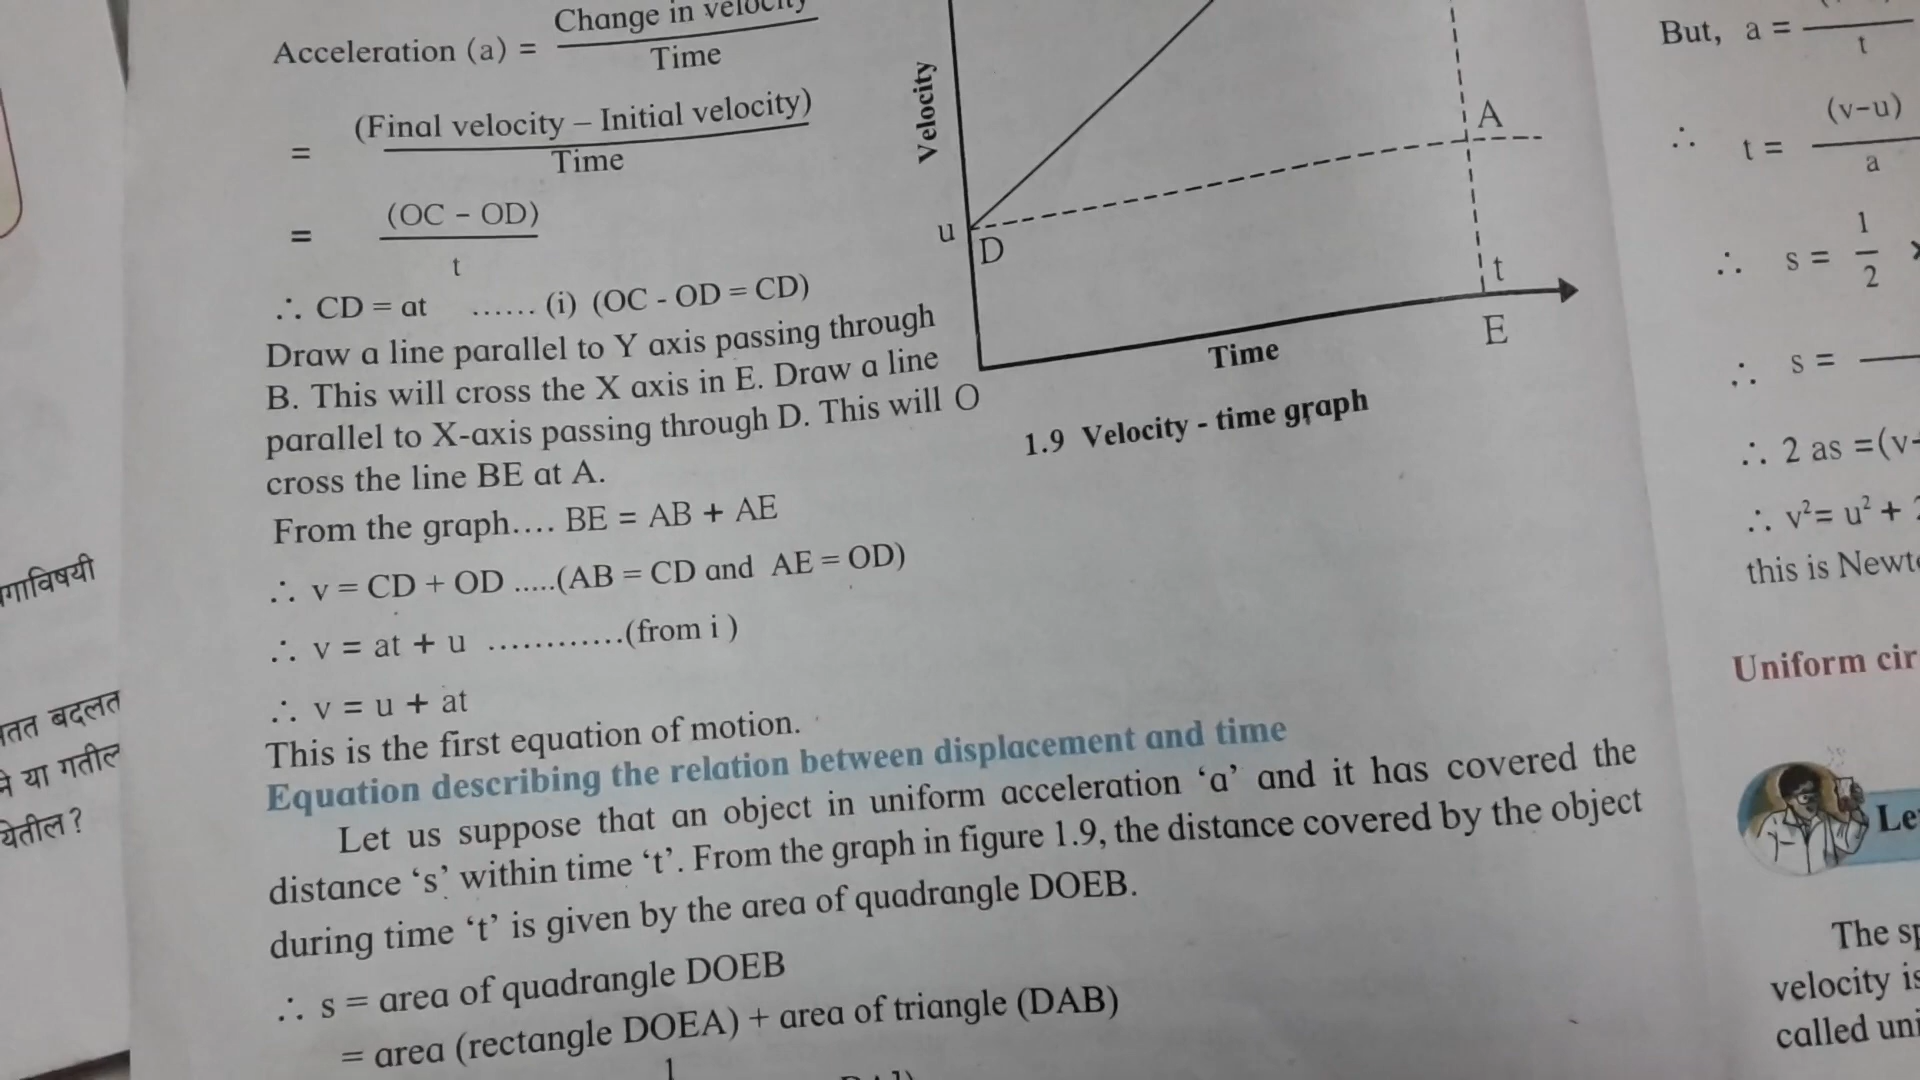 Acceleration (a) = Change in velocity
Time
= (Final velocity – Initial velocity)
Time
= (OC - OD)
t
∴ CD = at ...... (i) (OC - OD = CD)
Draw a line parallel to Y axis passing through
B. This will cross the X axis in E. Draw a line
parallel to X-axis passing through D. This will
cross the line BE at A.
From the graph.... BE = AB + AE
∴ v = CD + OD .....(AB = CD and AE = OD)
∴ v = at + u ............(from i )
∴ v = u + at
This is the first equation of motion.
Velocity
u
D
A
t
E
O
Time
1.9 Velocity - time graph
Equation describing the relation between displacement and time
Let us suppose that an object in uniform acceleration ‘a’ and it has covered the
distance ‘s’ within time ‘t’. From the graph in figure 1.9, the distance covered by the object
during time ‘t’ is given by the area of quadrangle DOEB.
∴ s = area of quadrangle DOEB
= area (rectangle DOEA) + area of triangle (DAB)
1
But, a =
t
∴ t = (v-u)
a
∴ s = 1
2
∴ s =
∴ 2 as =(v
∴ v²= u² +
this is
Uniform
The
velocity
called
तत बदलत
या गतील
येतील?